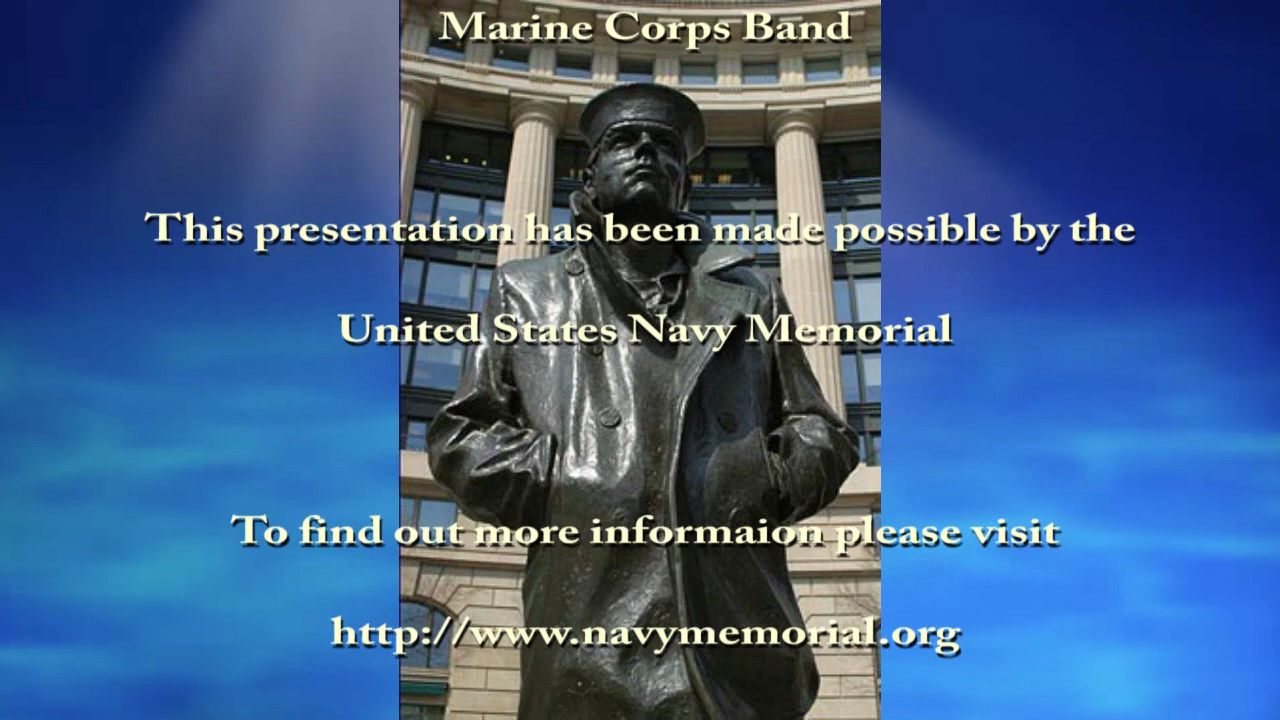 Marine Corps Band
This presentation has been made possible by the
United States Navy Memorial
To find out more informaion please visit
http://www.navymemorial.org